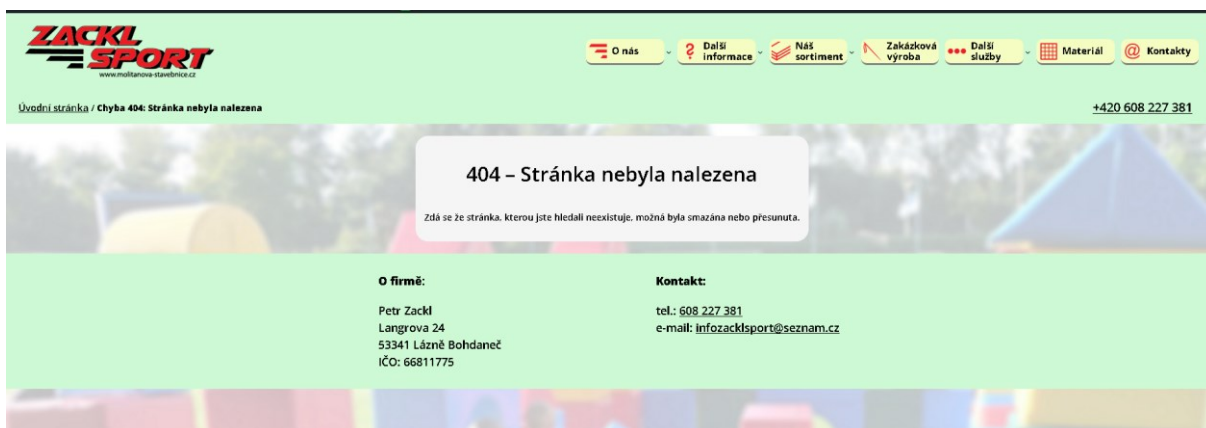 ZACKL
SPORT
www.molitanova-stavebnice.cz
O nás
Další
informace
Náš
sortiment
Zakázková
výroba
Další
služby
Materiál
Kontakty
Úvodní stránka / Chyba 404: Stránka nebyla nalezena
+420 608 227 381
404 – Stránka nebyla nalezena
Zdá se že stránka, kterou jste hledali neexistuje, možná byla smazána nebo přesunuta.
O firmě:
Petr Zackl
Langrova 24
53341 Lázně Bohdaneč
IČO: 66811775
Kontakt:
tel.: 608 227 381
e-mail: infozacklsport@seznam.cz